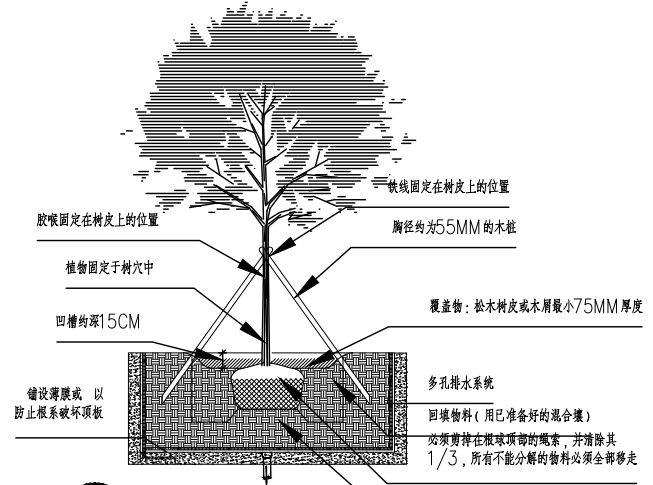 铁线固定在树皮上的位置
胶喉固定在树皮上的位置
胸径约为55MM的木桩
植物固定于树穴中
覆盖物：松木树皮或木屑最小75MM厚度
凹槽约深15CM
多孔排水系统
铺设薄膜或 以
防止根系破坏顶板
回填物料（用已准备好的混合壤）
必须剪掉在根球顶部的绳索，并清除其
1/3，所有不能分解的物料必须全部移走